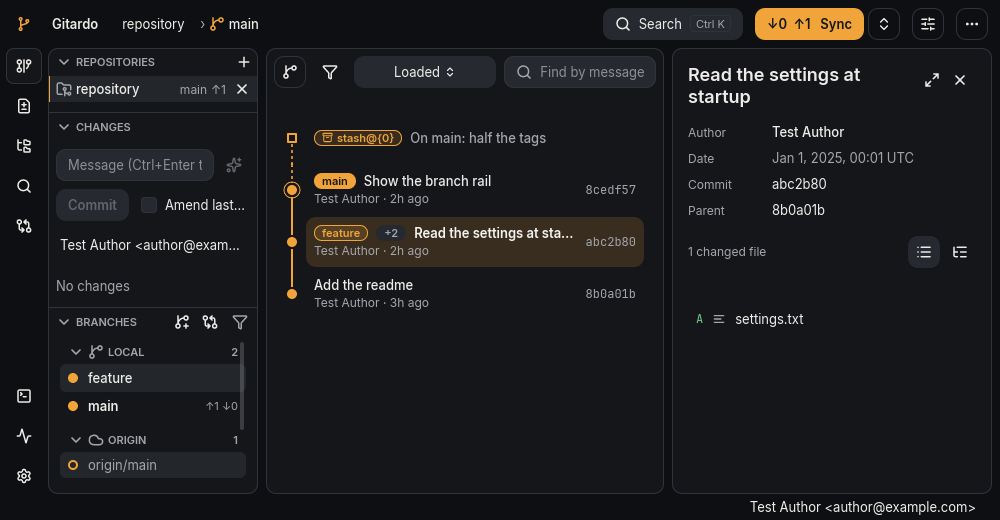 Gitardo repository › main Search Ctrl K ↓0 ↑1 Sync
REPOSITORIES
repository main ↑1
CHANGES
Message (Ctrl+Enter t
Commit Amend last...
Test Author <author@exam...
No changes
BRANCHES
LOCAL 2
feature
main ↑1 ↓0
ORIGIN 1
origin/main
Loaded Find by message
stash@{0} On main: half the tags
main Show the branch rail 8cedf57
Test Author · 2h ago
feature +2 Read the settings at sta... abc2b80
Test Author · 2h ago
Add the readme 8b0a01b
Test Author · 3h ago
Read the settings at
startup
Author Test Author
Date Jan 1, 2025, 00:01 UTC
Commit abc2b80
Parent 8b0a01b
1 changed file
A settings.txt
Test Author <author@example.com>